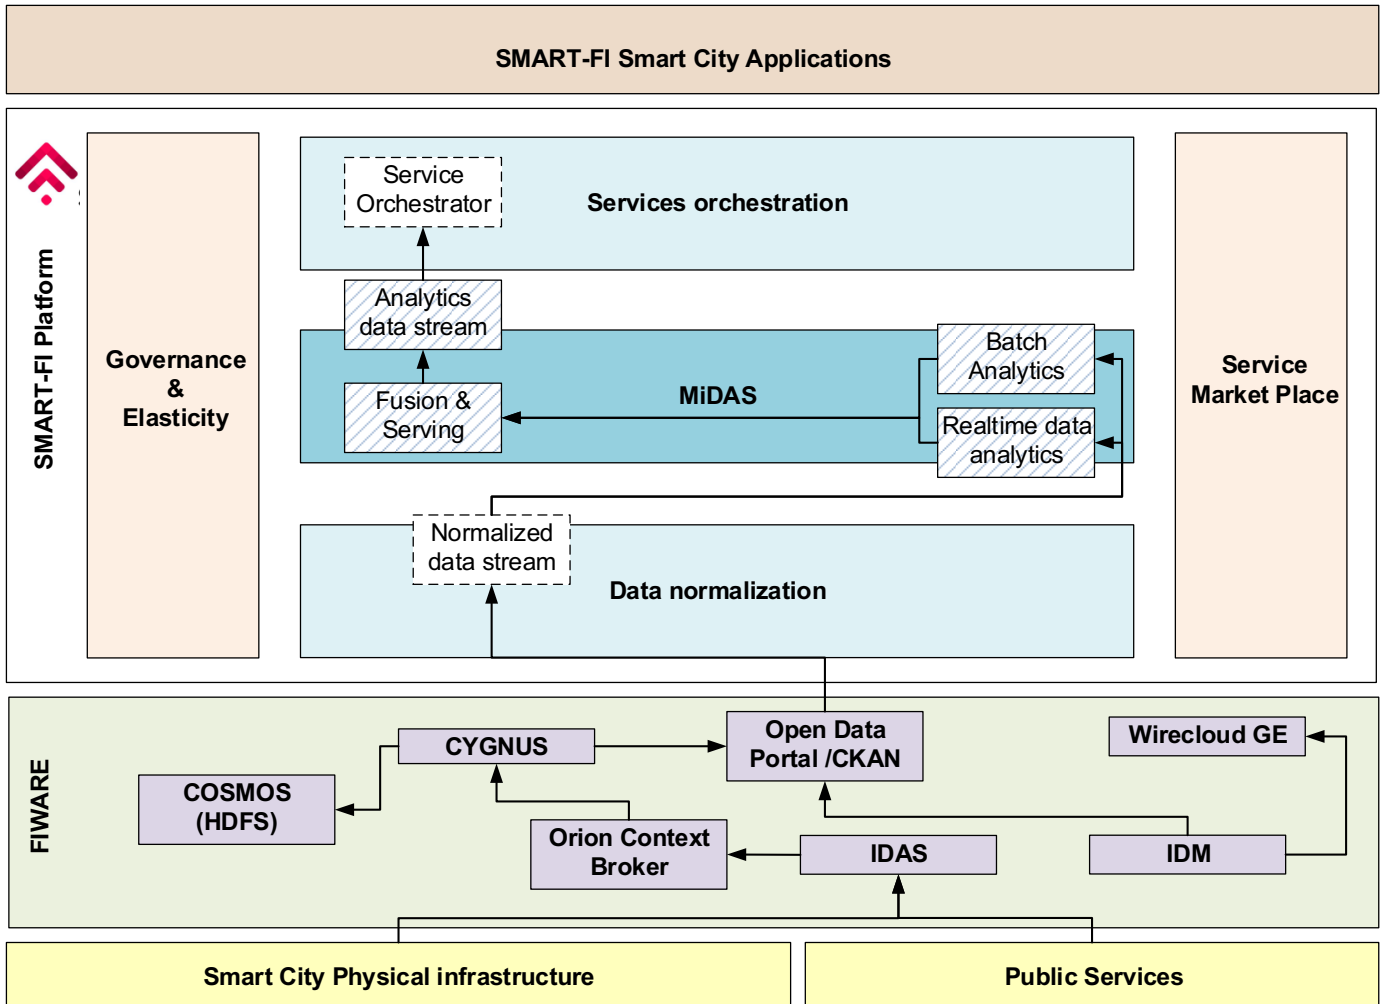 SMART-FI Smart City Applications
SMART-FI Platform
Governance
&
Elasticity
Service
Orchestrator
Services orchestration
Analytics
data stream
Fusion &
Serving
MiDAS
Batch
Analytics
Realtime data
analytics
Service
Market Place
Normalized
data stream
Data normalization
FIWARE
CYGNUS
Open Data
Portal /CKAN
Wirecloud GE
COSMOS
(HDFS)
Orion Context
Broker
IDAS
IDM
Smart City Physical infrastructure
Public Services